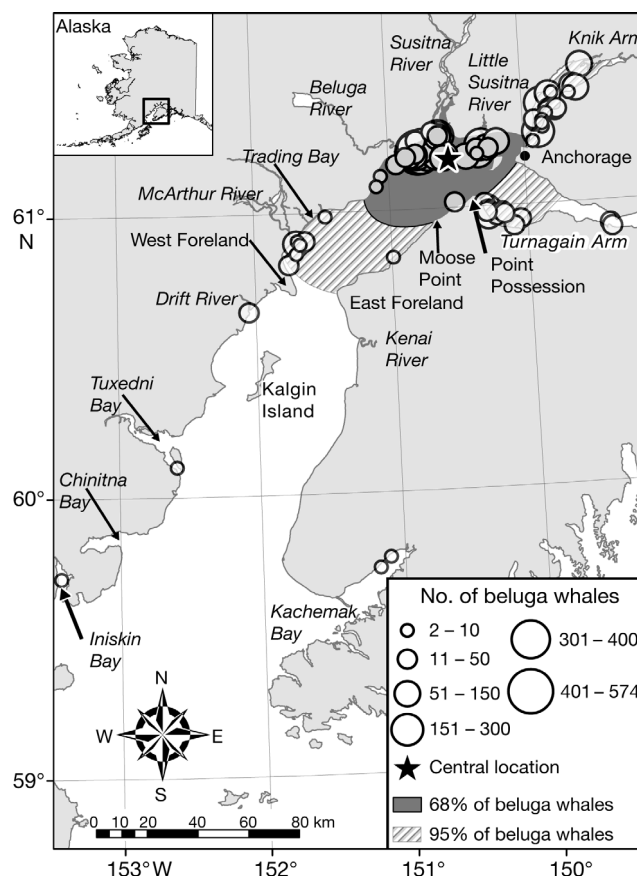 Alaska
Susitna
River
Little
Susitna
River
Knik Arm
Beluga
River
Trading Bay
Anchorage
McArthur River
61°
N
West Foreland
Turnagain Arm
Moose
Point
Point
Possession
Drift River
East Foreland
Kenai
River
Tuxedni
Bay
Kalgin
Island
Chinitna
Bay
60°
Kachemak
Bay
Iniskin
Bay
No. of beluga whales
2 – 10
11 – 50
51 – 150
151 – 300
301 – 400
401 – 574
Central location
68% of beluga whales
95% of beluga whales
N
W
E
S
59°
0 10 20 40 60 80 km
153°W
152°
151°
150°